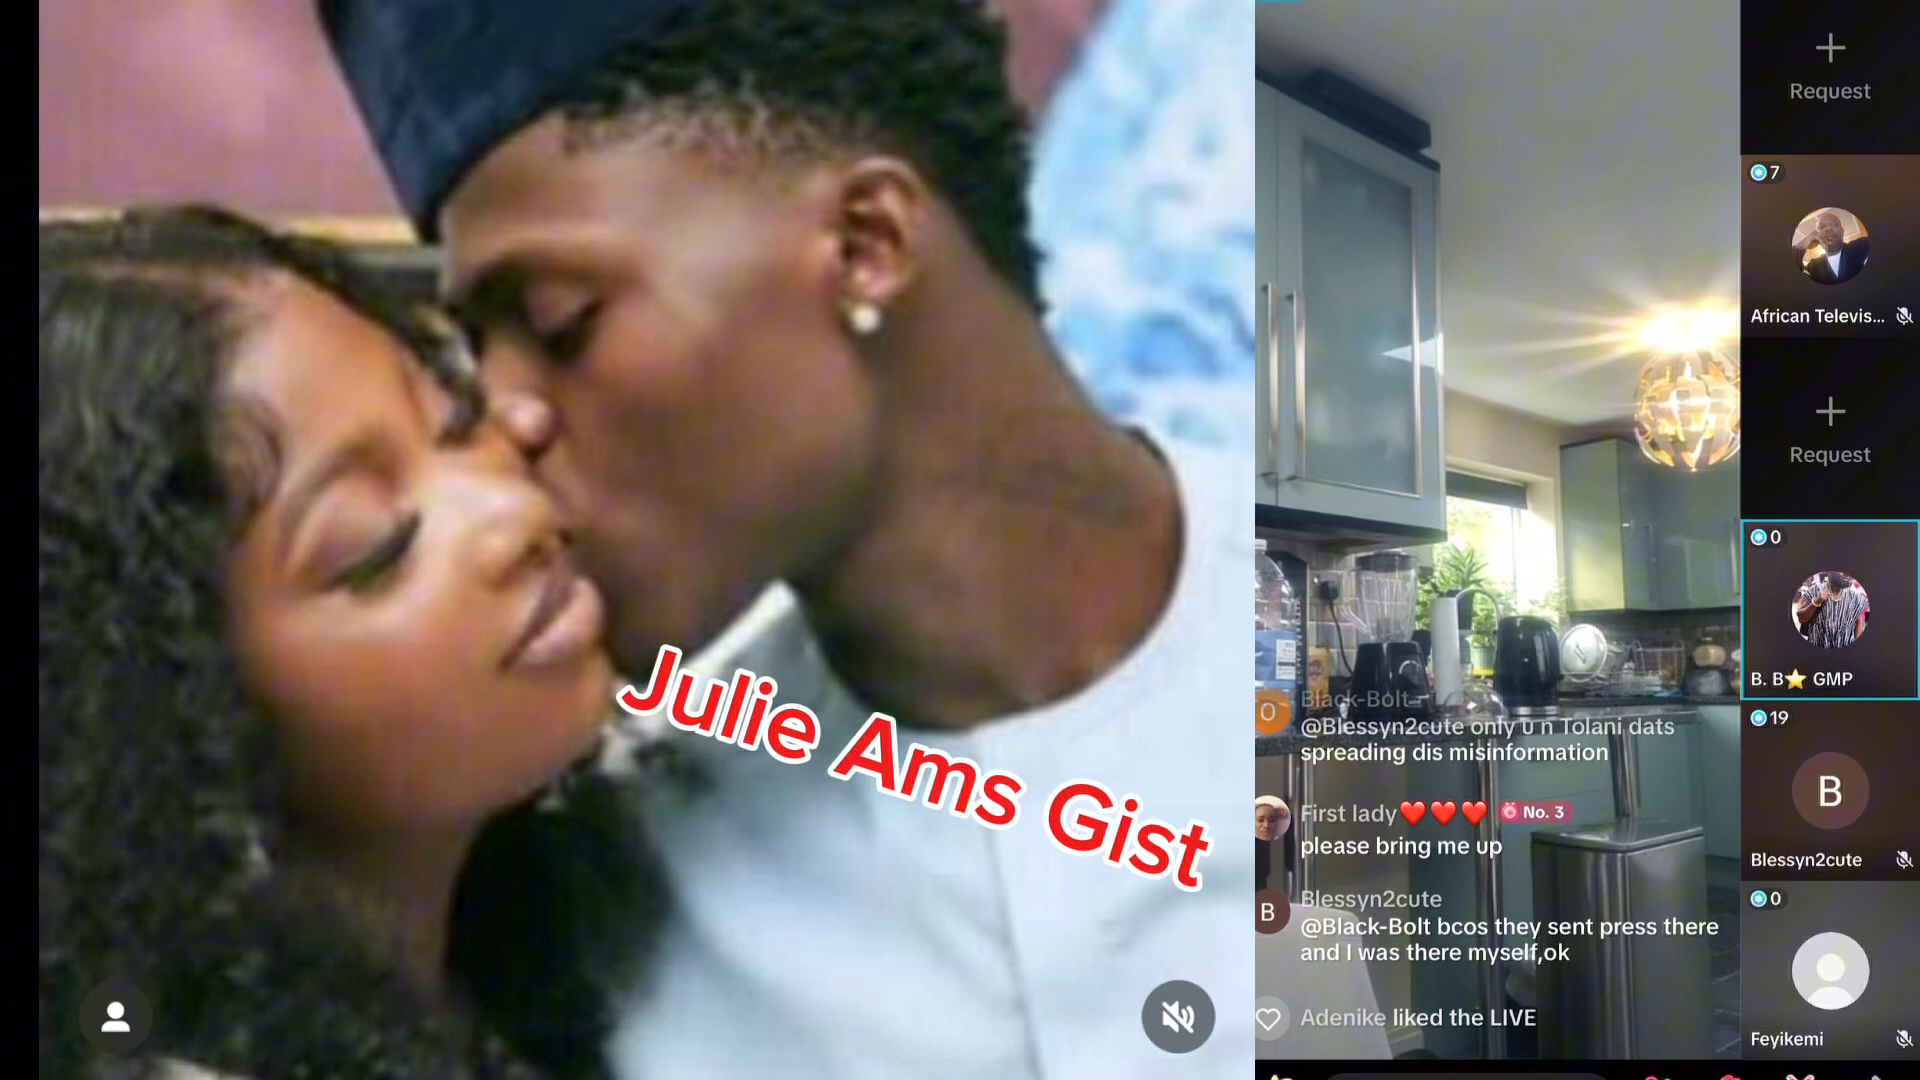 Julie Ams Gist
Black-Bolt
@Blessyn2cute only u n Tolani dats
spreading dis misinformation
First lady❤️❤️❤️ No. 3
please bring me up
B
Blessyn2cute
@Black-Bolt bcos they sent press there
and I was there myself,ok
Adenike liked the LIVE
O
Request
7
African Televis...
Request
0
B. B⭐ GMP
19
B
Blessyn2cute
0
Feyikemi